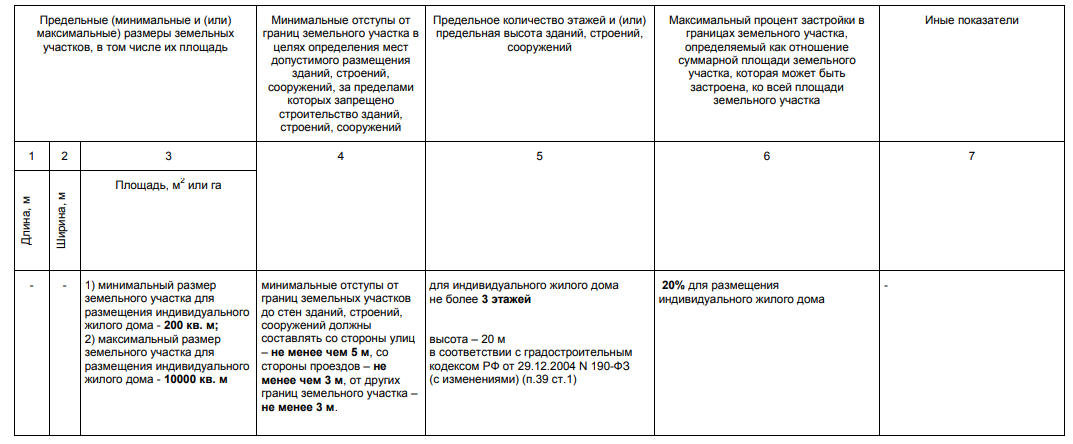 Предельные (минимальные и (или)
максимальные) размеры земельных
участков, в том числе их площадь
Минимальные отступы от
границ земельного участка в
целях определения мест
допустимого размещения
зданий, строений,
сооружений, за пределами
которых запрещено
строительство зданий,
строений, сооружений
Предельное количество этажей и (или)
предельная высота зданий, строений,
сооружений
Максимальный процент застройки в
границах земельного участка,
определяемый как отношение
суммарной площади земельного
участка, которая может быть
застроена, ко всей площади
земельного участка
Иные показатели
1
2
3
4
5
6
7
Длина, м
Ширина, м
Площадь, м2 или га
-
-
1) минимальный размер
земельного участка для
размещения индивидуального
жилого дома - 200 кв. м;
2) максимальный размер
земельного участка для
размещения индивидуального
жилого дома - 10000 кв. м
минимальные отступы от
границ земельных участков
до стен зданий, строений,
сооружений должны
составлять со стороны улиц
– не менее чем 5 м, со
стороны проездов – не
менее чем 3 м, от других
границ земельного участка –
не менее 3 м.
для индивидуального жилого дома
не более 3 этажей
высота – 20 м
в соответствии с градостроительным
кодексом РФ от 29.12.2004 N 190-ФЗ
(с изменениями) (п.39 ст.1)
20% для размещения
индивидуального жилого дома
-